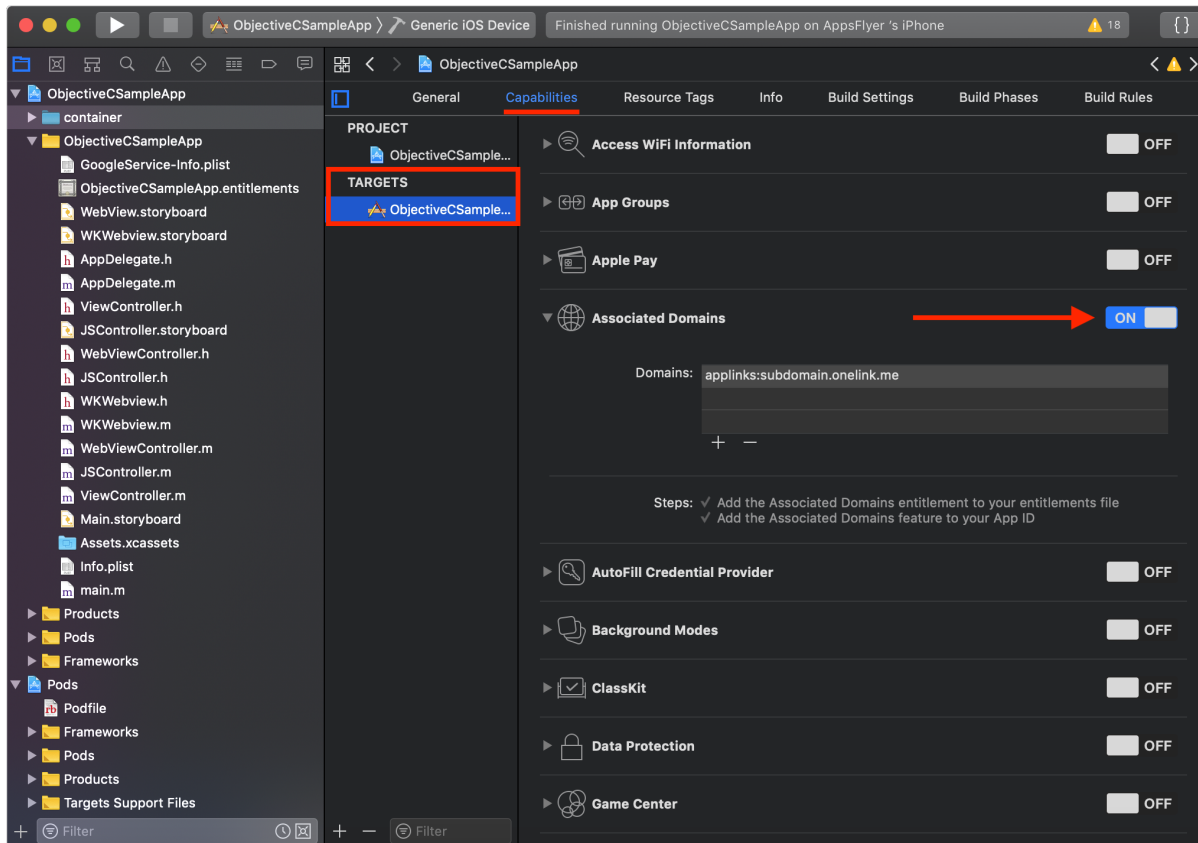 ObjectiveCSampleApp
Generic iOS Device
Finished running ObjectiveCSampleApp on AppsFlyer 's iPhone
18
{ }
ObjectiveCSampleApp
container
ObjectiveCSampleApp
GoogleService-Info.plist
ObjectiveCSampleApp.entitlements
WebView.storyboard
WKWebview.storyboard
h AppDelegate.h
m AppDelegate.m
h ViewController.h
JSController.storyboard
h WebViewController.h
h JSController.h
h WKWebview.h
m WKWebview.m
m WebViewController.m
m JSController.m
m ViewController.m
Main.storyboard
Assets.xcassets
Info.plist
m main.m
Products
Pods
Frameworks
Pods
rb Podfile
Frameworks
Pods
Products
Targets Support Files
Filter
ObjectiveCSampleApp
General Capabilities Resource Tags Info Build Settings Build Phases Build Rules
PROJECT
ObjectiveCSample...
TARGETS
ObjectiveCSample...
Filter
Access WiFi Information OFF
App Groups OFF
Apple Pay OFF
Associated Domains ON
Domains: applinks:subdomain.onelink.me
Steps: ✓ Add the Associated Domains entitlement to your entitlements file
✓ Add the Associated Domains feature to your App ID
AutoFill Credential Provider OFF
Background Modes OFF
ClassKit OFF
Data Protection OFF
Game Center OFF